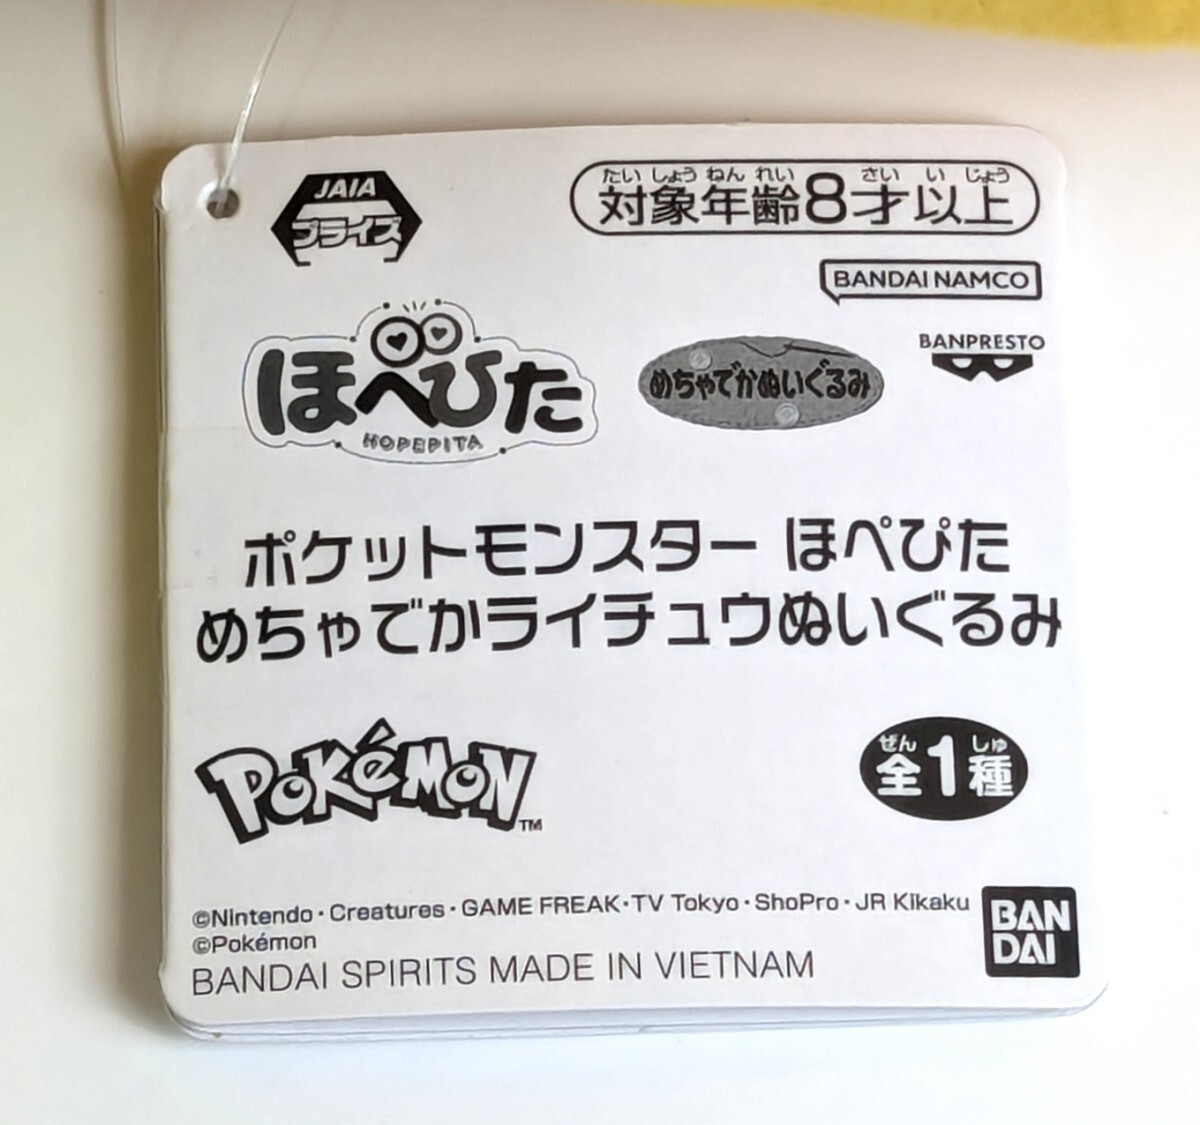 JAIA
プライズ
たいしょうねんれい さいいじょう
対象年齢8才以上
BANDAI NAMCO
BANPRESTO
ほぺぴた
HOPEPITA
めちゃでかぬいぐるみ
ポケットモンスター ほぺぴた
めちゃでかライチュウぬいぐるみ
POKéMON™
ぜん しゅ
全1種
©Nintendo・Creatures・GAME FREAK・TV Tokyo・ShoPro・JR Kikaku
©Pokémon
BANDAI SPIRITS MADE IN VIETNAM
BAN
DAI